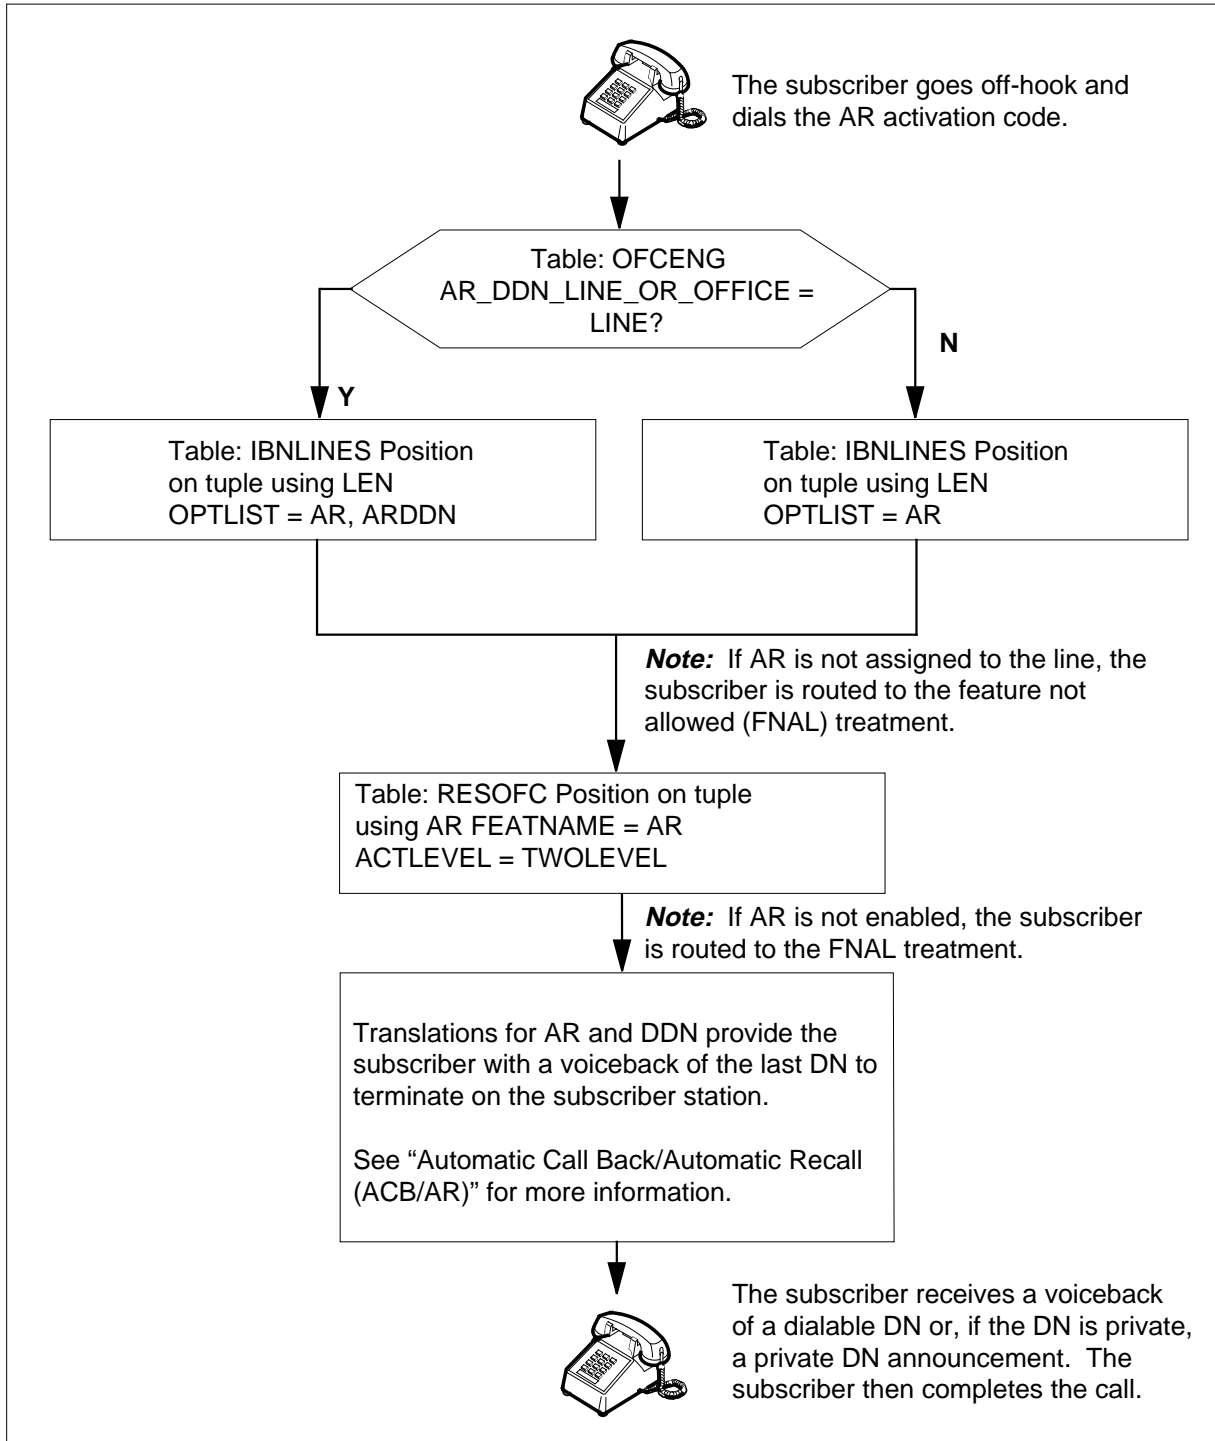 The subscriber goes off-hook and
dials the AR activation code.
Table: OFCENG
AR_DDN_LINE_OR_OFFICE =
LINE?
N
Y
Table: IBNLINES Position
on tuple using LEN
OPTLIST = AR, ARDDN
Table: IBNLINES Position
on tuple using LEN
OPTLIST = AR
Note: If AR is not assigned to the line, the
subscriber is routed to the feature not
allowed (FNAL) treatment.
Table: RESOFC Position on tuple
using AR FEATNAME = AR
ACTLEVEL = TWOLEVEL
Note: If AR is not enabled, the subscriber
is routed to the FNAL treatment.
Translations for AR and DDN provide the
subscriber with a voiceback of the last DN to
terminate on the subscriber station.
See “Automatic Call Back/Automatic Recall
(ACB/AR)” for more information.
The subscriber receives a voiceback
of a dialable DN or, if the DN is private,
a private DN announcement. The
subscriber then completes the call.